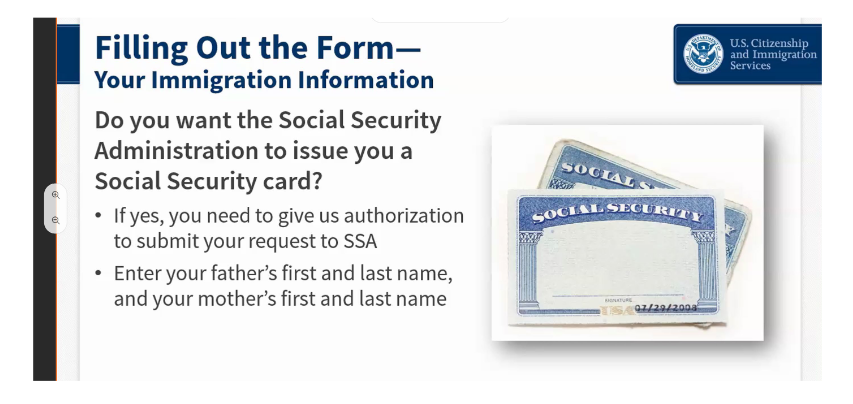 Filling Out the Form—
Your Immigration Information
U.S. Citizenship
and Immigration
Services
Do you want the Social Security
Administration to issue you a
Social Security card?
• If yes, you need to give us authorization
to submit your request to SSA
• Enter your father’s first and last name,
and your mother’s first and last name
SOCIAL S
SOCIAL SECURITY
SIGNATURE
USA 07/29/2008